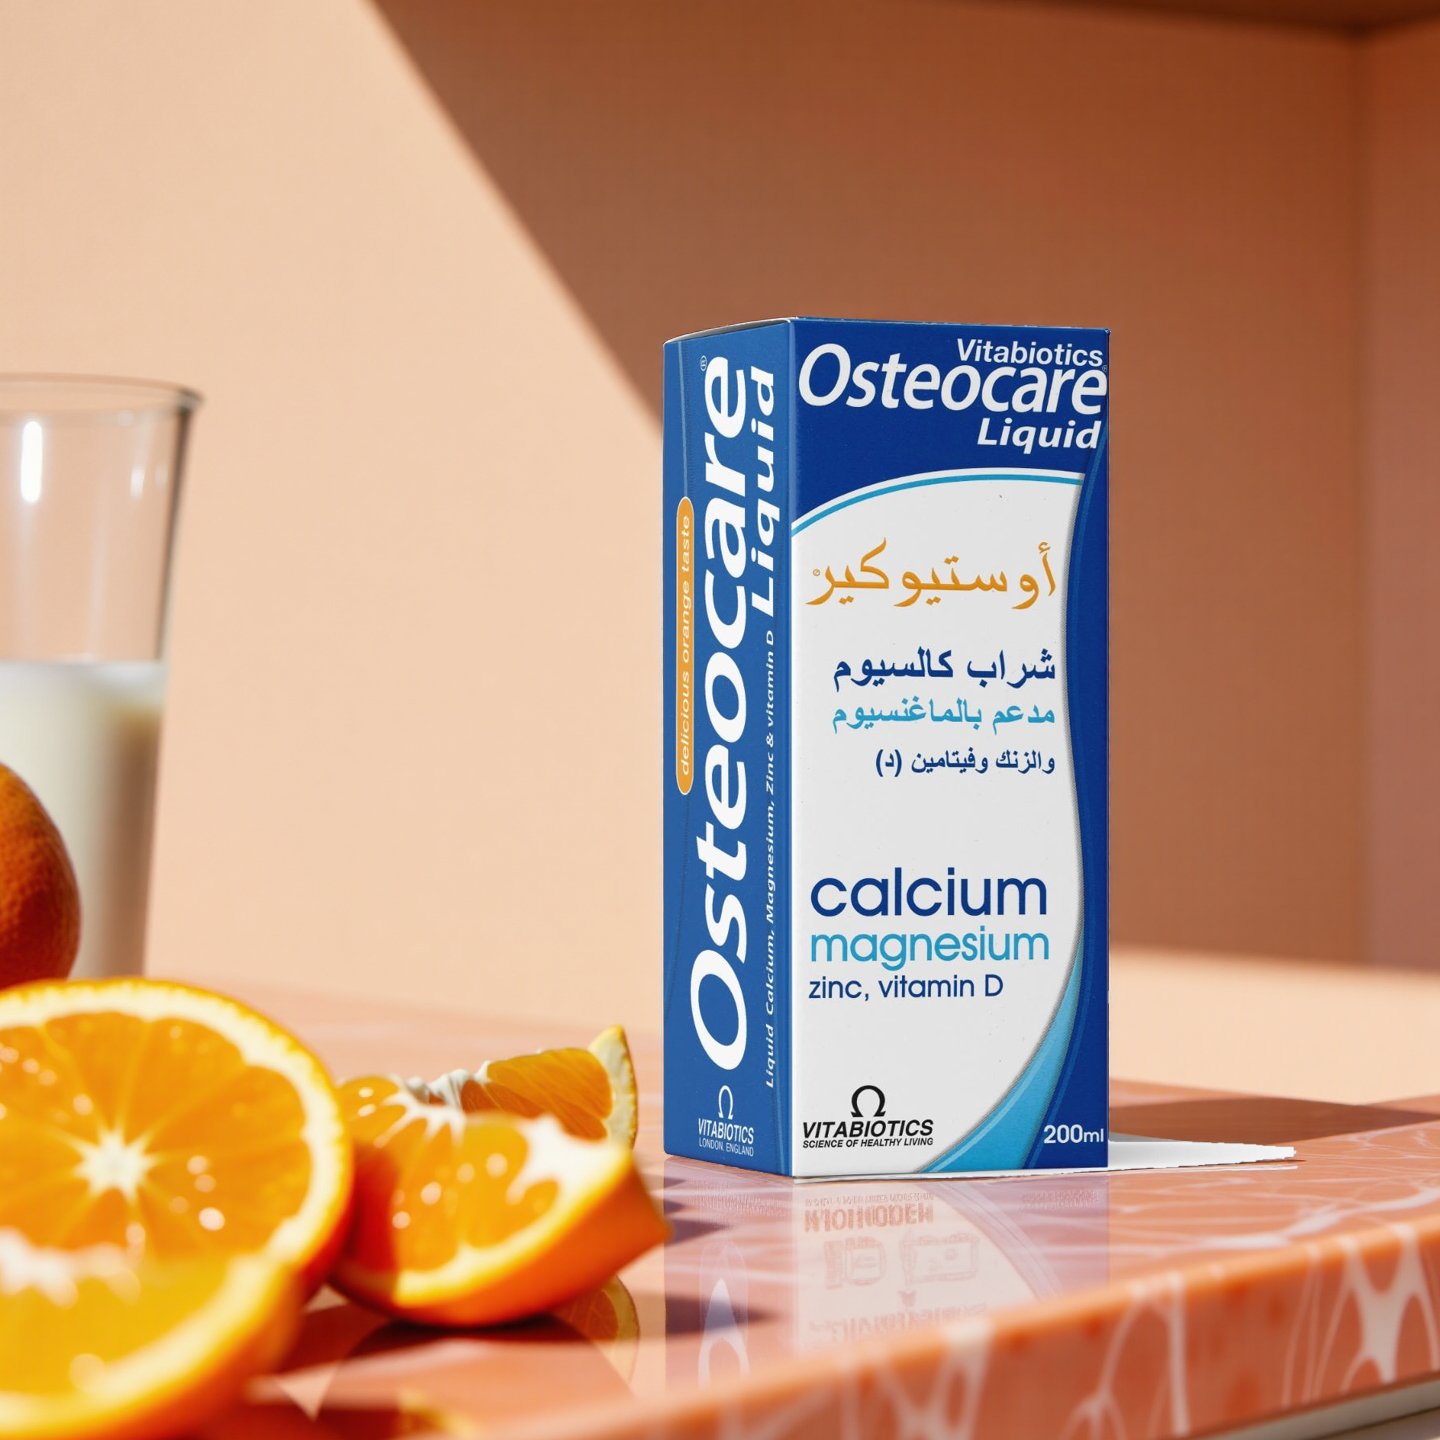 Vitabiotics
Osteocare®
Liquid
أوستيوكير®
شراب كالسيوم
مدعم بالماغنسيوم
والزنك وفيتامين (د)
calcium
magnesium
zinc, vitamin D
VITABIOTICS
SCIENCE OF HEALTHY LIVING
200ml
delicious orange taste
Osteocare®
Liquid
Liquid Calcium, Magnesium, Zinc & vitamin D
VITABIOTICS
LONDON, ENGLAND